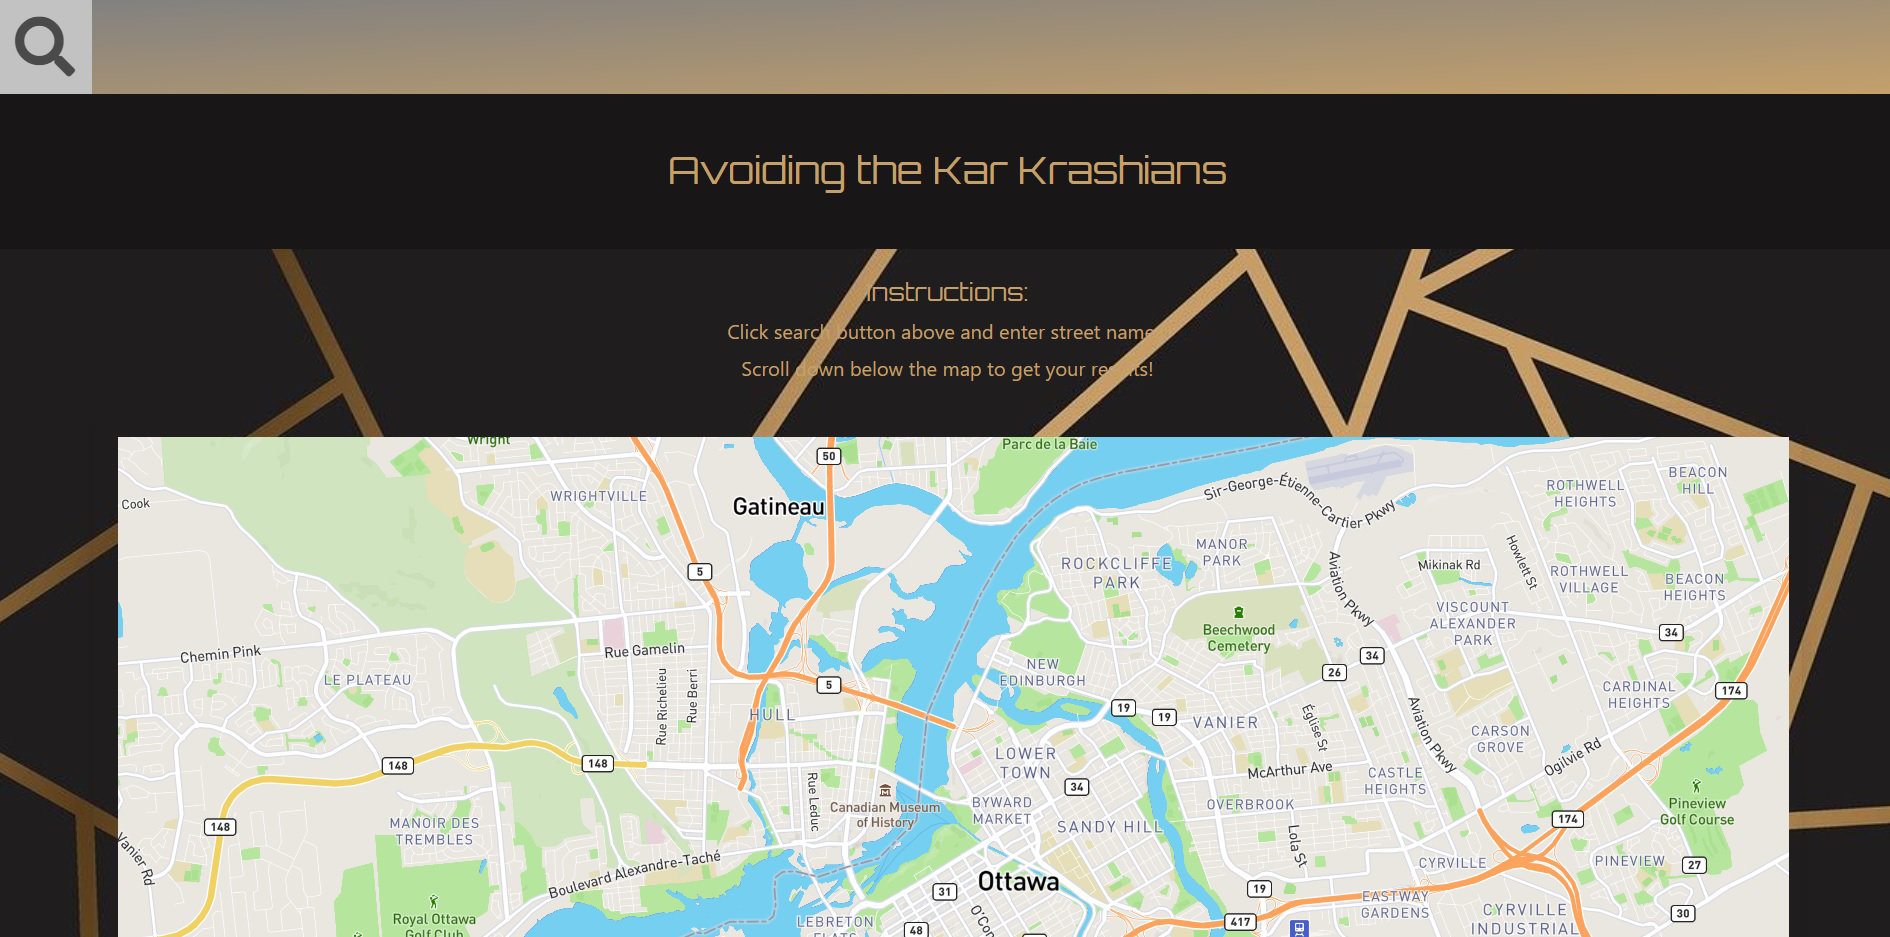 Avoiding the Kar Krashians
Instructions:
Click search button above and enter street name
Scroll down below the map to get your results!
Wright
50
Parc de la Baie
Cook
WRIGHTVILLE
Gatineau
Sir-George-Étienne-Cartier Pkwy
ROTHWELL
HEIGHTS
BEACON
HILL
5
ROCKCLIFFE
PARK
MANOR
PARK
Aviation Pkwy
Mikinak Rd
Howlett St
ROTHWELL
VILLAGE
BEACON
HEIGHTS
VISCOUNT
ALEXANDER
PARK
34
Beechwood
Cemetery
Chemin Pink
Rue Gamelin
LE PLATEAU
Rue Richelieu
Rue Berri
NEW
EDINBURGH
34
26
5
HULL
19
19
VANIER
Église St
Aviation Pkwy
CARDINAL
HEIGHTS
174
CARSON
GROVE
Ogilvie Rd
148
148
LOWER
TOWN
McArthur Ave
CASTLE
HEIGHTS
34
Rue Leduc
Canadian Museum
of History
BYWARD
MARKET
SANDY HILL
OVERBROOK
Lola St
174
Pineview
Golf Course
148
MANOIR DES
TREMBLES
Vanier Rd
Boulevard Alexandre-Taché
CYRVILLE
PINEVIEW
27
Ottawa
31
19
EASTWAY
GARDENS
Royal Ottawa
Golf Club
LEBRETON
FLATS
48
O'Con
417
CYRVILLE
INDUSTRIAL
30